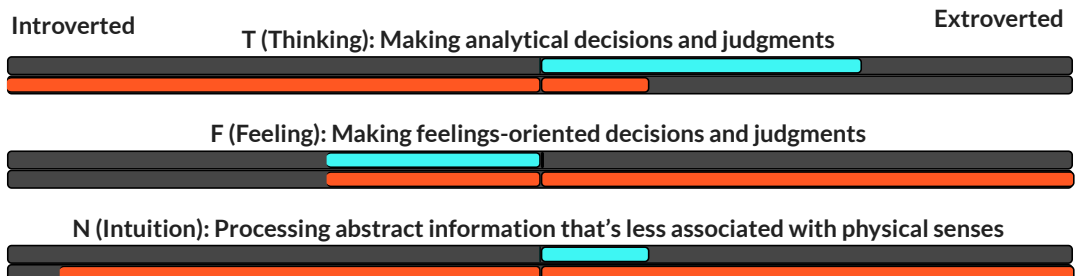 Introverted
Extroverted
T (Thinking): Making analytical decisions and judgments
F (Feeling): Making feelings-oriented decisions and judgments
N (Intuition): Processing abstract information that’s less associated with physical senses